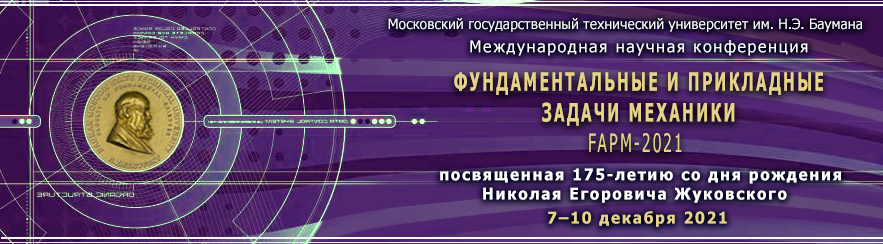 Московский государственный технический университет им. Н.Э. Баумана
Международная научная конференция
ФУНДАМЕНТАЛЬНЫЕ И ПРИКЛАДНЫЕ
ЗАДАЧИ МЕХАНИКИ
FAPM-2021
посвященная 175-летию со дня рождения
Николая Егоровича Жуковского
7–10 декабря 2021